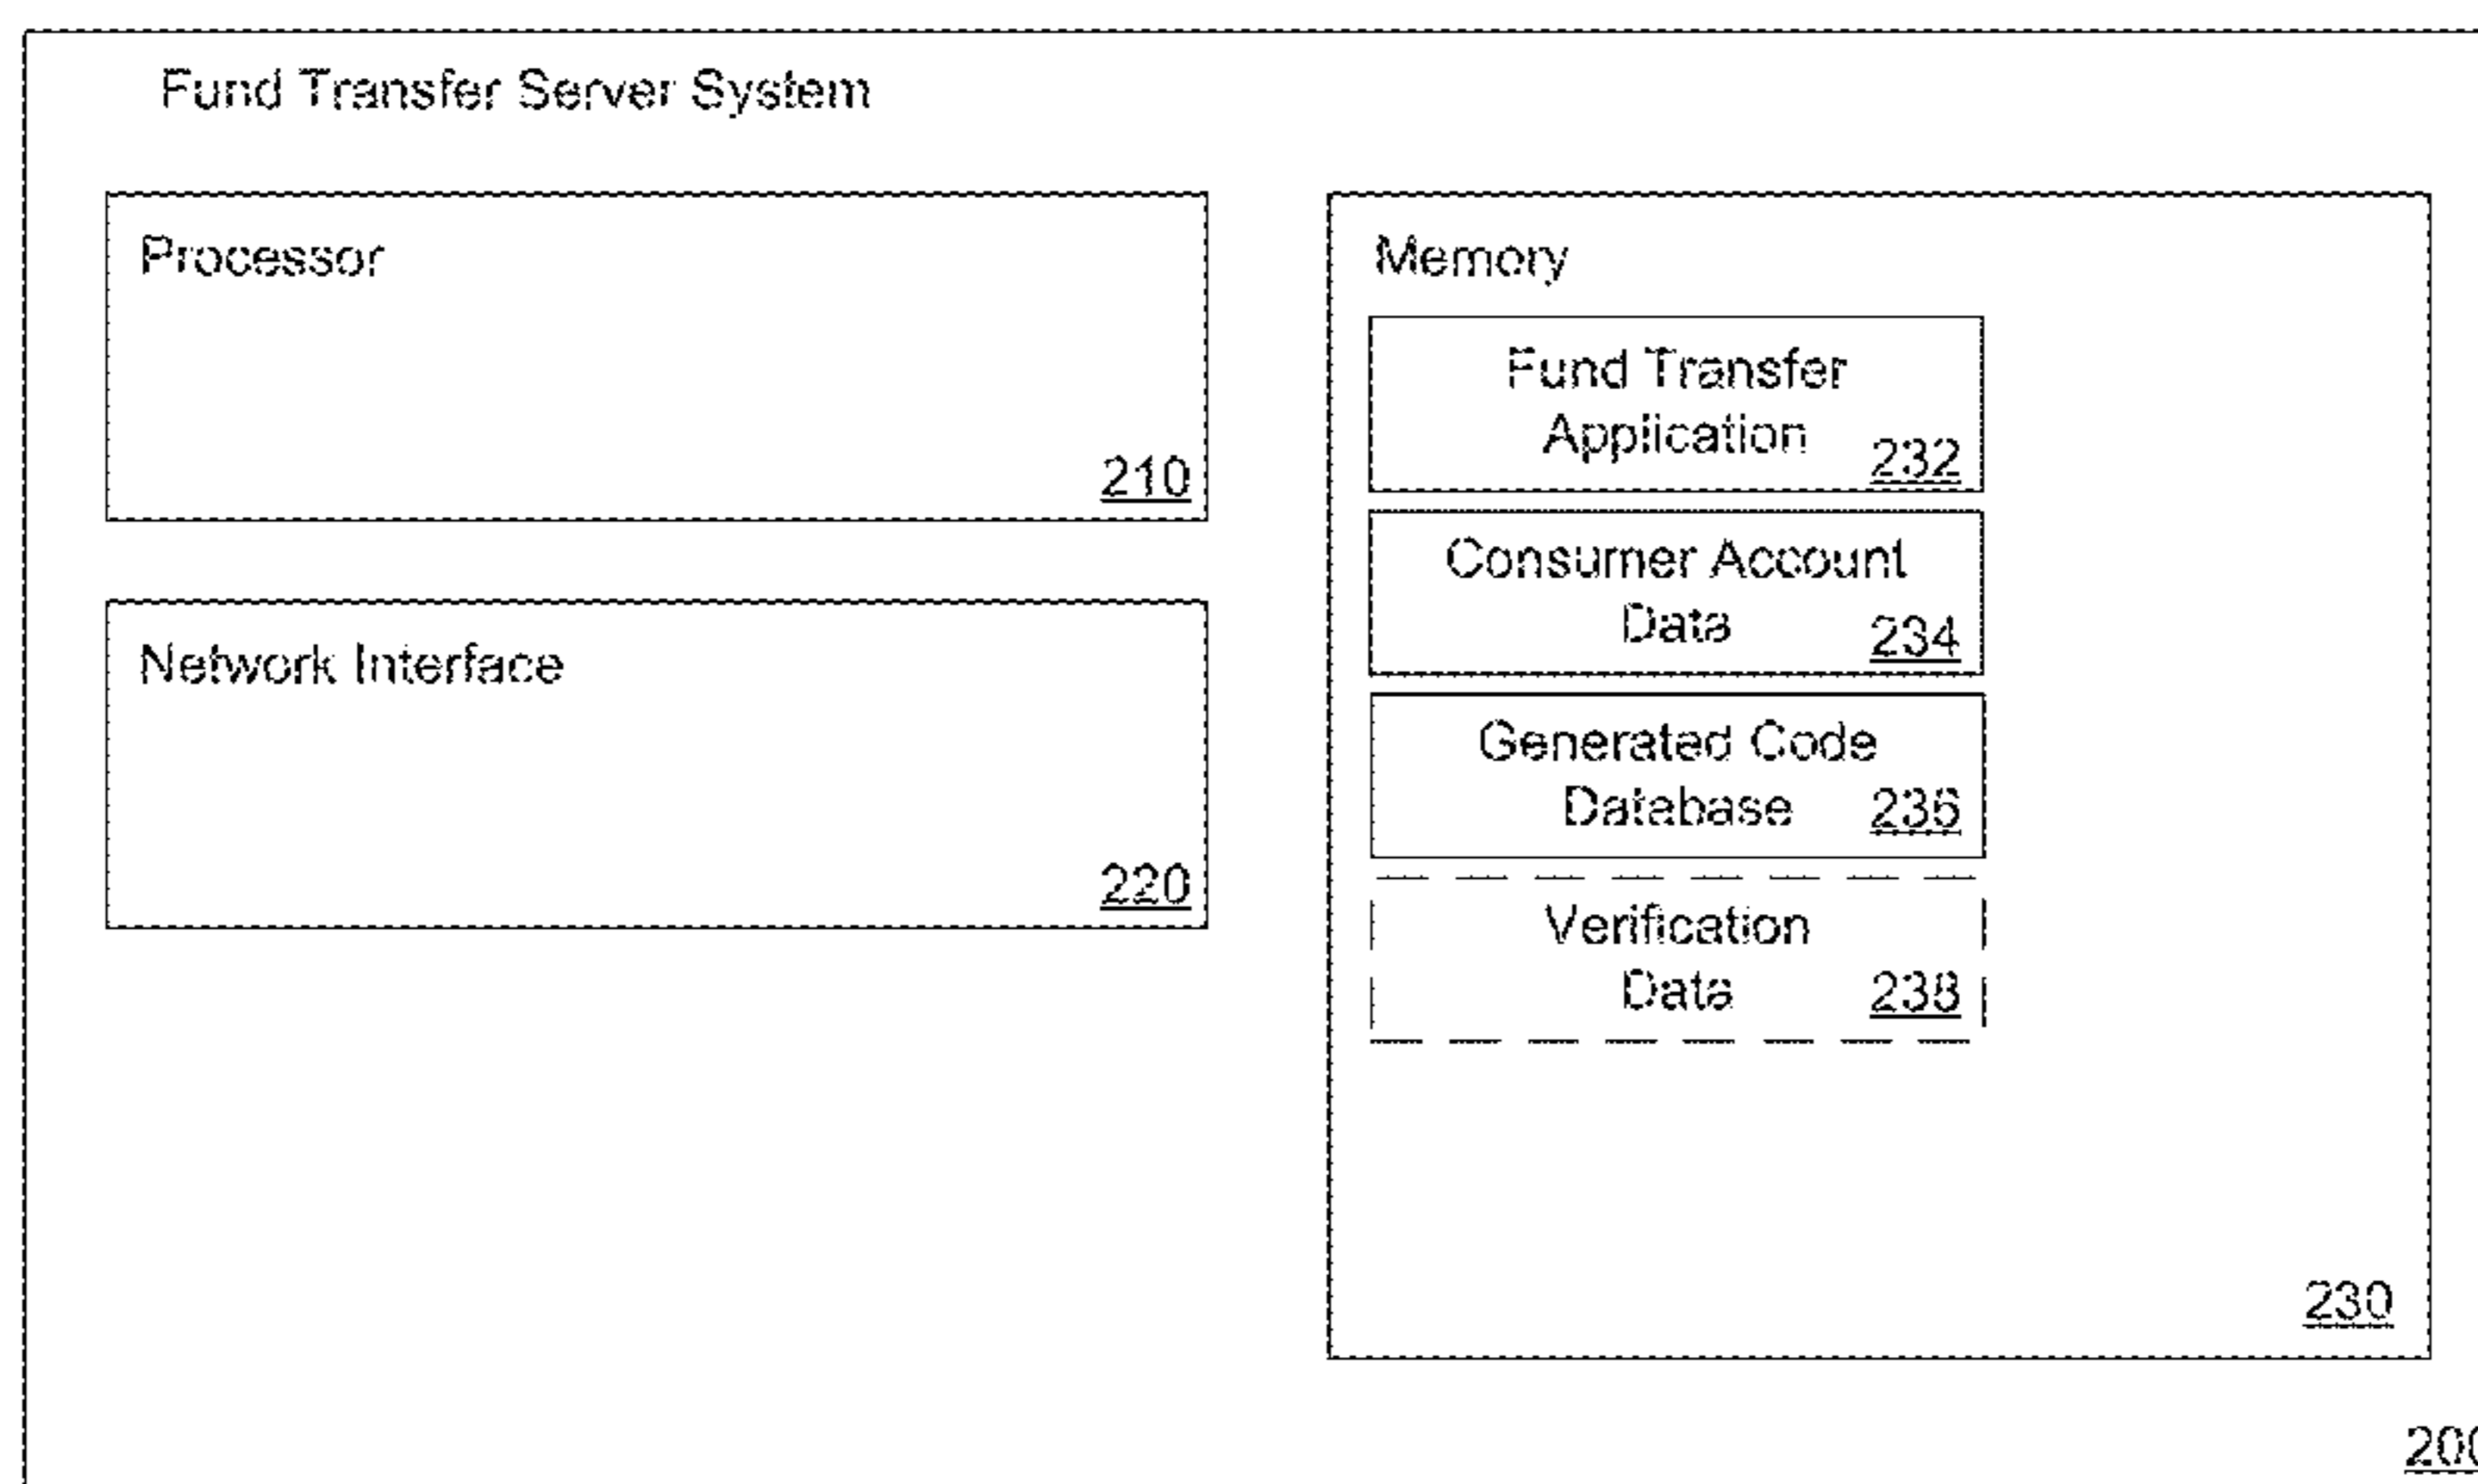 Fund Transfer Server System
Processor
210
Network Interface
220
Memory
Fund Transfer
Application 232
Consumer Account
Data 234
Generated Code
Database 236
Verification
Data 238
230
200